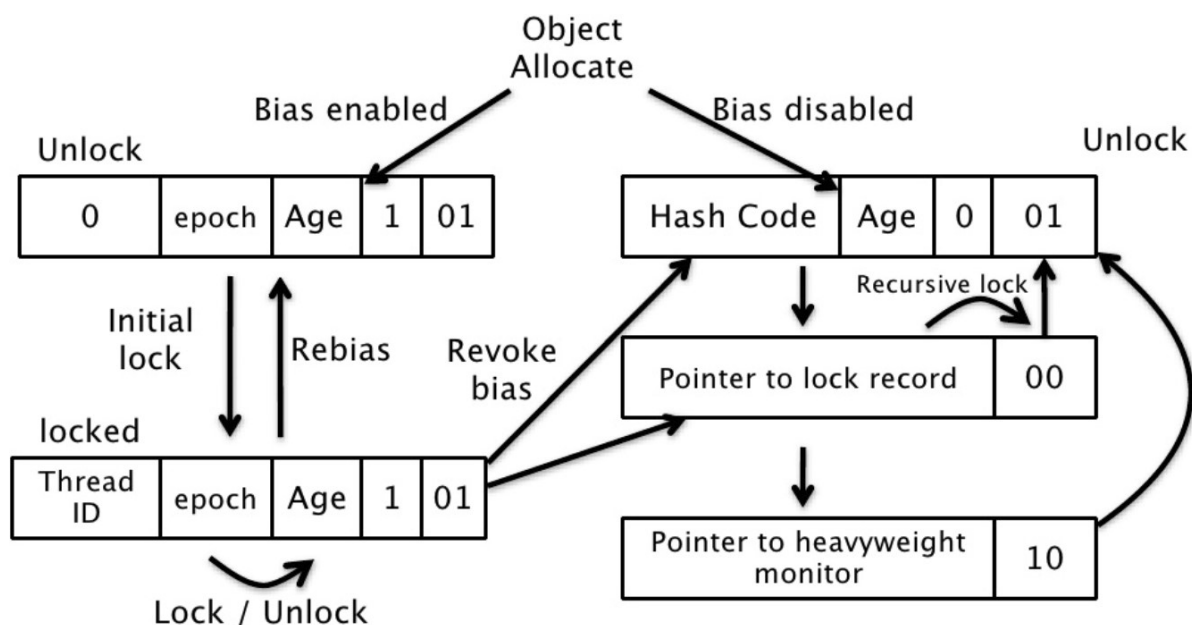 Object
Allocate
Bias enabled
Bias disabled
Unlock
Unlock
0 epoch Age 1 01
Hash Code Age 0 01
Recursive lock
Initial
lock
Rebias
Revoke
bias
Pointer to lock record 00
locked
Thread
ID
epoch Age 1 01
Pointer to heavyweight
monitor
10
Lock / Unlock